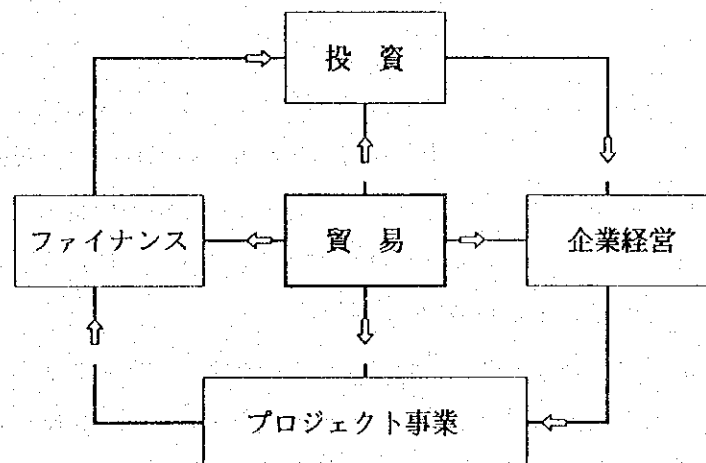 投資
ファイナンス
貿易
企業経営
プロジェクト事業